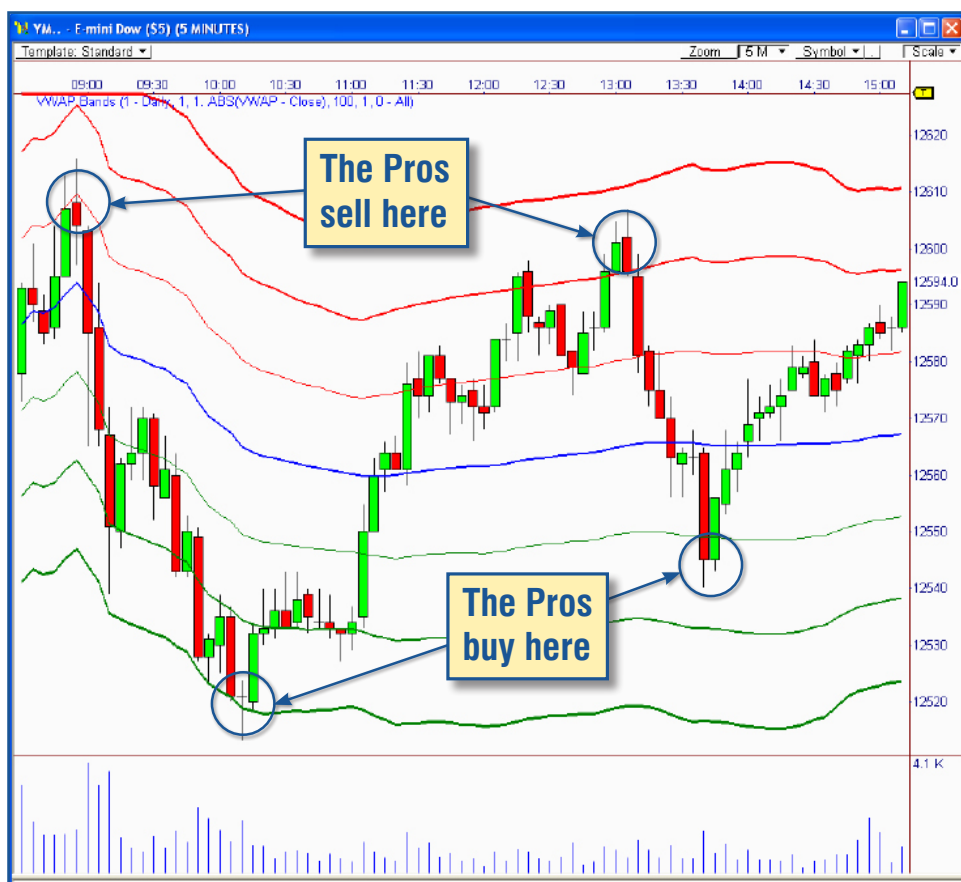 YM.. - E-mini Dow ($5) (5 MINUTES)
Template: Standard Zoom 5 M Symbol .. Scale
09:00 09:30 10:00 10:30 11:00 11:30 12:00 12:30 13:00 13:30 14:00 14:30 15:00
VWAP Bands (1 - Daily, 1, 1. ABS(VWAP - Close), 100, 1, 0 - All)
T
12620
The Pros
sell here
12610
12600
12594.0
12590
12580
12570
12560
12550
The Pros
buy here
12540
12530
12520
4.1 K